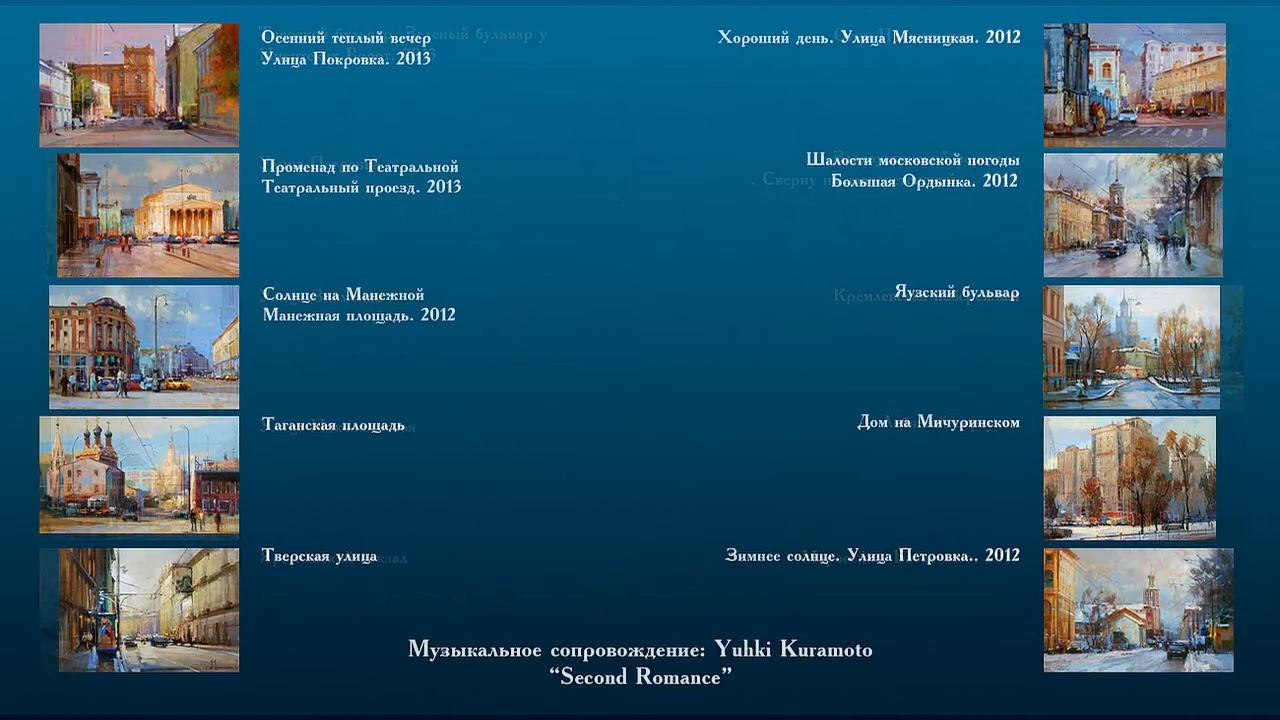 Осенний теплый вечер
Улица Покровка. 2013
Променад по Театральной
Театральный проезд. 2013
Солнце на Манежной
Манежная площадь. 2012
Таганская площадь
Тверская улица
Хороший день. Улица Мясницкая. 2012
Шалости московской погоды
Большая Ордынка. 2012
Яузский бульвар
Дом на Мичуринском
Зимнее солнце. Улица Петровка.. 2012
Музыкальное сопровождение: Yuhki Kuramoto
“Second Romance”